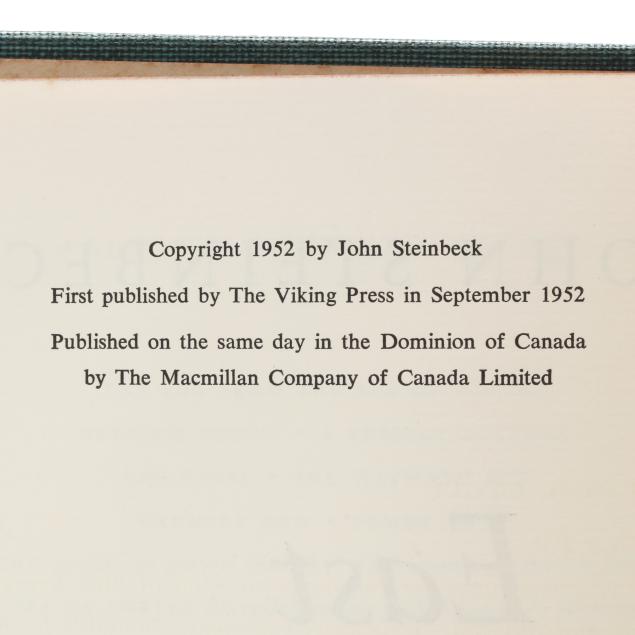 Copyright 1952 by John Steinbeck
First published by The Viking Press in September 1952
Published on the same day in the Dominion of Canada
by The Macmillan Company of Canada Limited
East